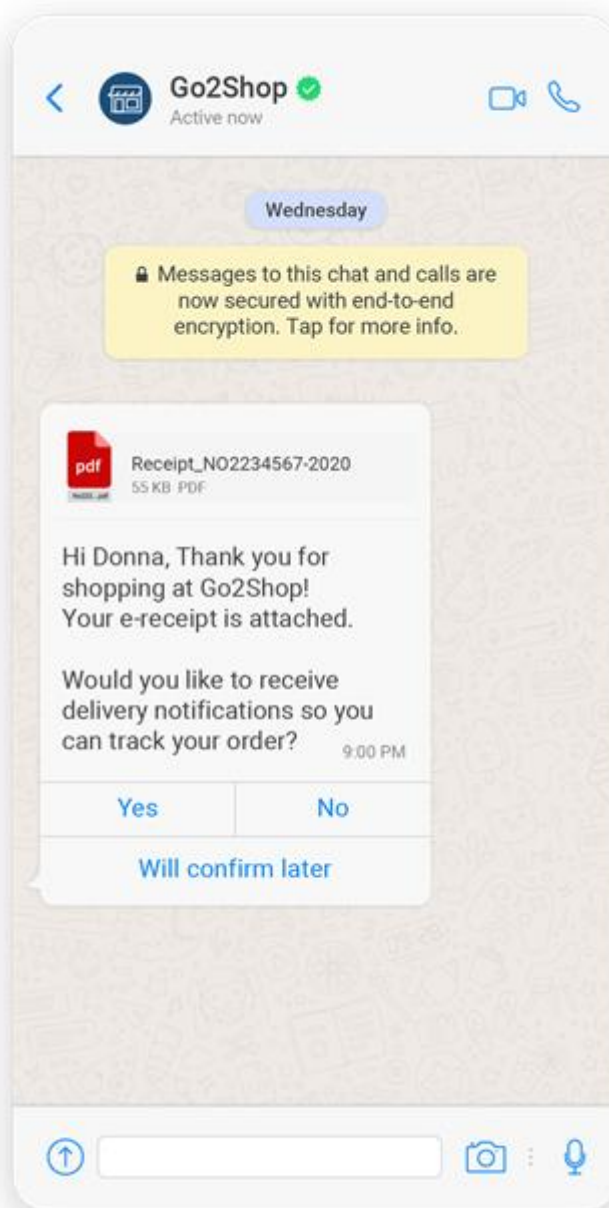 Go2Shop
Active now
Wednesday
Messages to this chat and calls are
now secured with end-to-end
encryption. Tap for more info.
pdf
Receipt_NO2234567-2020
55 KB PDF
Hi Donna, Thank you for
shopping at Go2Shop!
Your e-receipt is attached.
Would you like to receive
delivery notifications so you
can track your order?
9:00 PM
Yes
No
Will confirm later